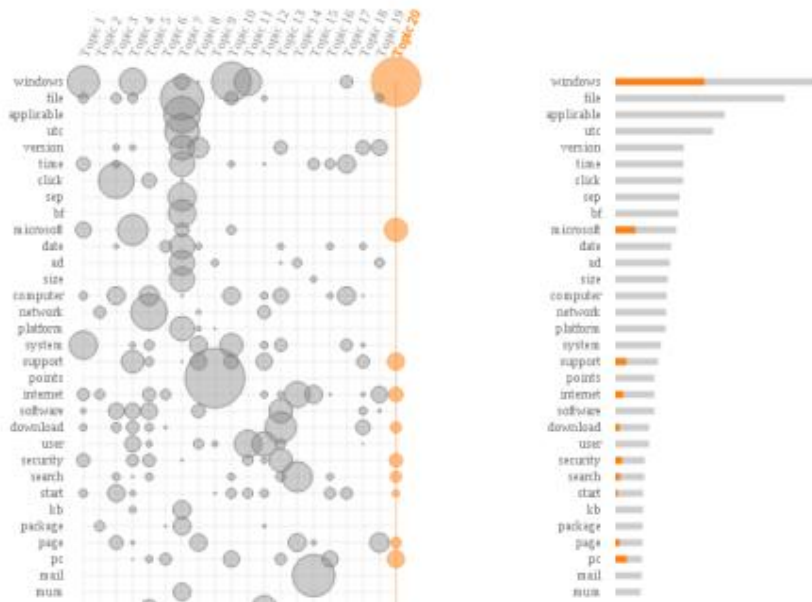 Topic 1
Topic 2
Topic 3
Topic 4
Topic 5
Topic 6
Topic 7
Topic 8
Topic 9
Topic 10
Topic 11
Topic 12
Topic 13
Topic 14
Topic 15
Topic 16
Topic 17
Topic 18
Topic 19
Topic 20
windows windows
file file
applicable applicable
utc utc
version version
time time
click click
sep sep
bf bf
microsoft microsoft
date date
ad ad
size size
computer computer
network network
platform platform
system system
support support
points points
internet internet
software software
download download
user user
security security
search search
start start
kb kb
package package
page page
pc pc
mail mail
mum mum